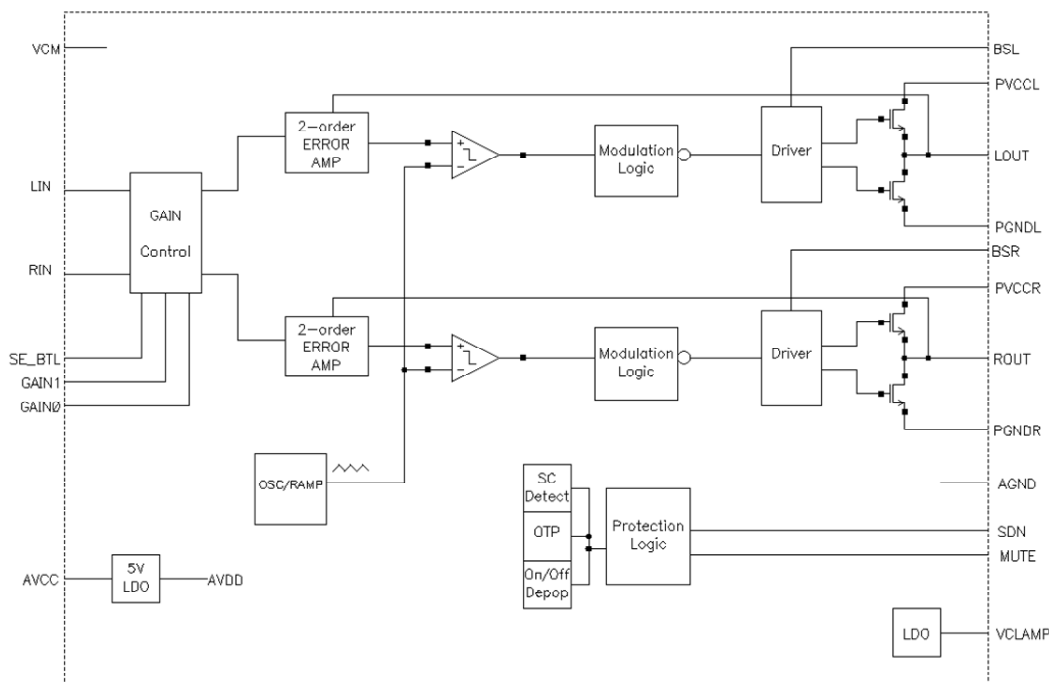 VCM
BSL
PVCCL
2-order
ERROR
AMP
+
-
Modulation
Logic
Driver
LOUT
LIN
GAIN
Control
PGNDL
BSR
RIN
PVCCR
2-order
ERROR
AMP
+
-
Modulation
Logic
Driver
ROUT
SE_BTL
GAIN1
GAIN0
PGNDR
OSC/RAMP
SC
Detect
OTP
On/Off
Depop
Protection
Logic
AGND
SDN
MUTE
AVCC
5V
LDO
AVDD
LDO
VCLAMP